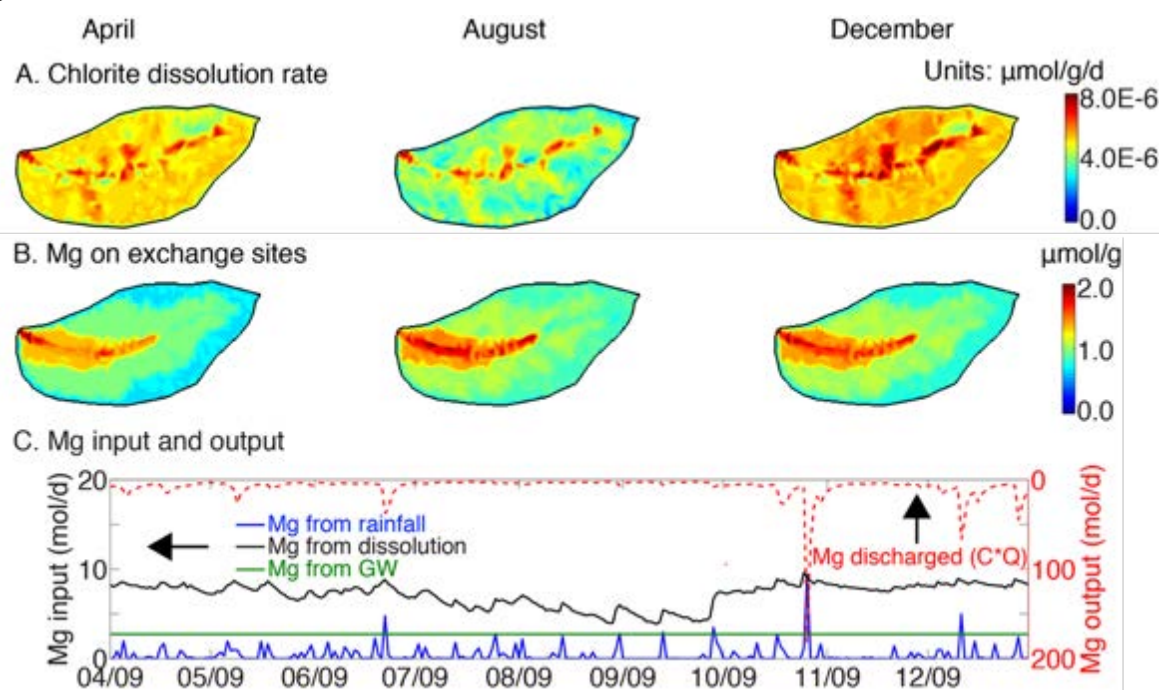 April August December
A. Chlorite dissolution rate Units: μmol/g/d
8.0E-6
4.0E-6
0.0
B. Mg on exchange sites μmol/g
2.0
1.0
0.0
C. Mg input and output
Mg input (mol/d)
20
10
0
Mg from rainfall
Mg from dissolution
Mg from GW
Mg discharged (C*Q)
0
100
200
Mg output (mol/d)
04/09 05/09 06/09 07/09 08/09 09/09 10/09 11/09 12/09